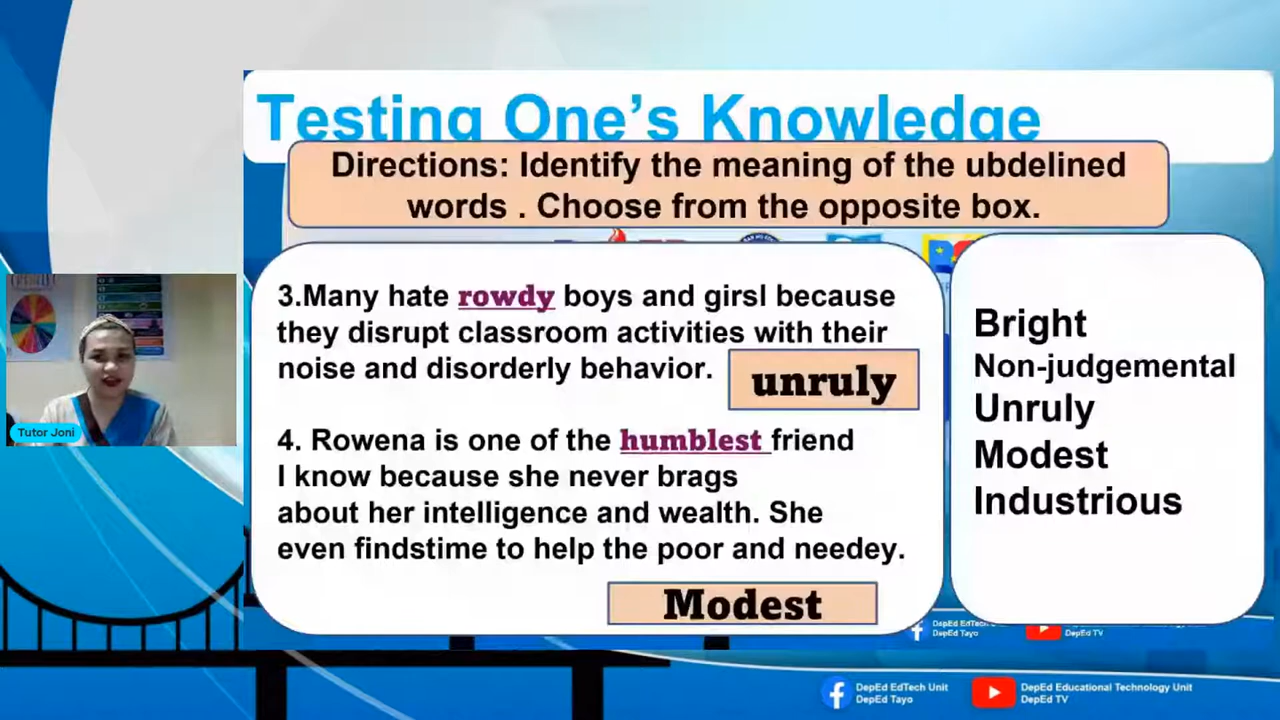 Testing One's Knowledge
Directions: Identify the meaning of the ubdelined
words . Choose from the opposite box.
3.Many hate rowdy boys and girsl because
they disrupt classroom activities with their
noise and disorderly behavior.
unruly
4. Rowena is one of the humblest friend
I know because she never brags
about her intelligence and wealth. She
even findstime to help the poor and needey.
Modest
Bright
Non-judgemental
Unruly
Modest
Industrious
Tutor Joni
DepEd Tayo
DepEd TV
DepEd EdTech Unit
DepEd Tayo
DepEd Educational Technology Unit
DepEd TV